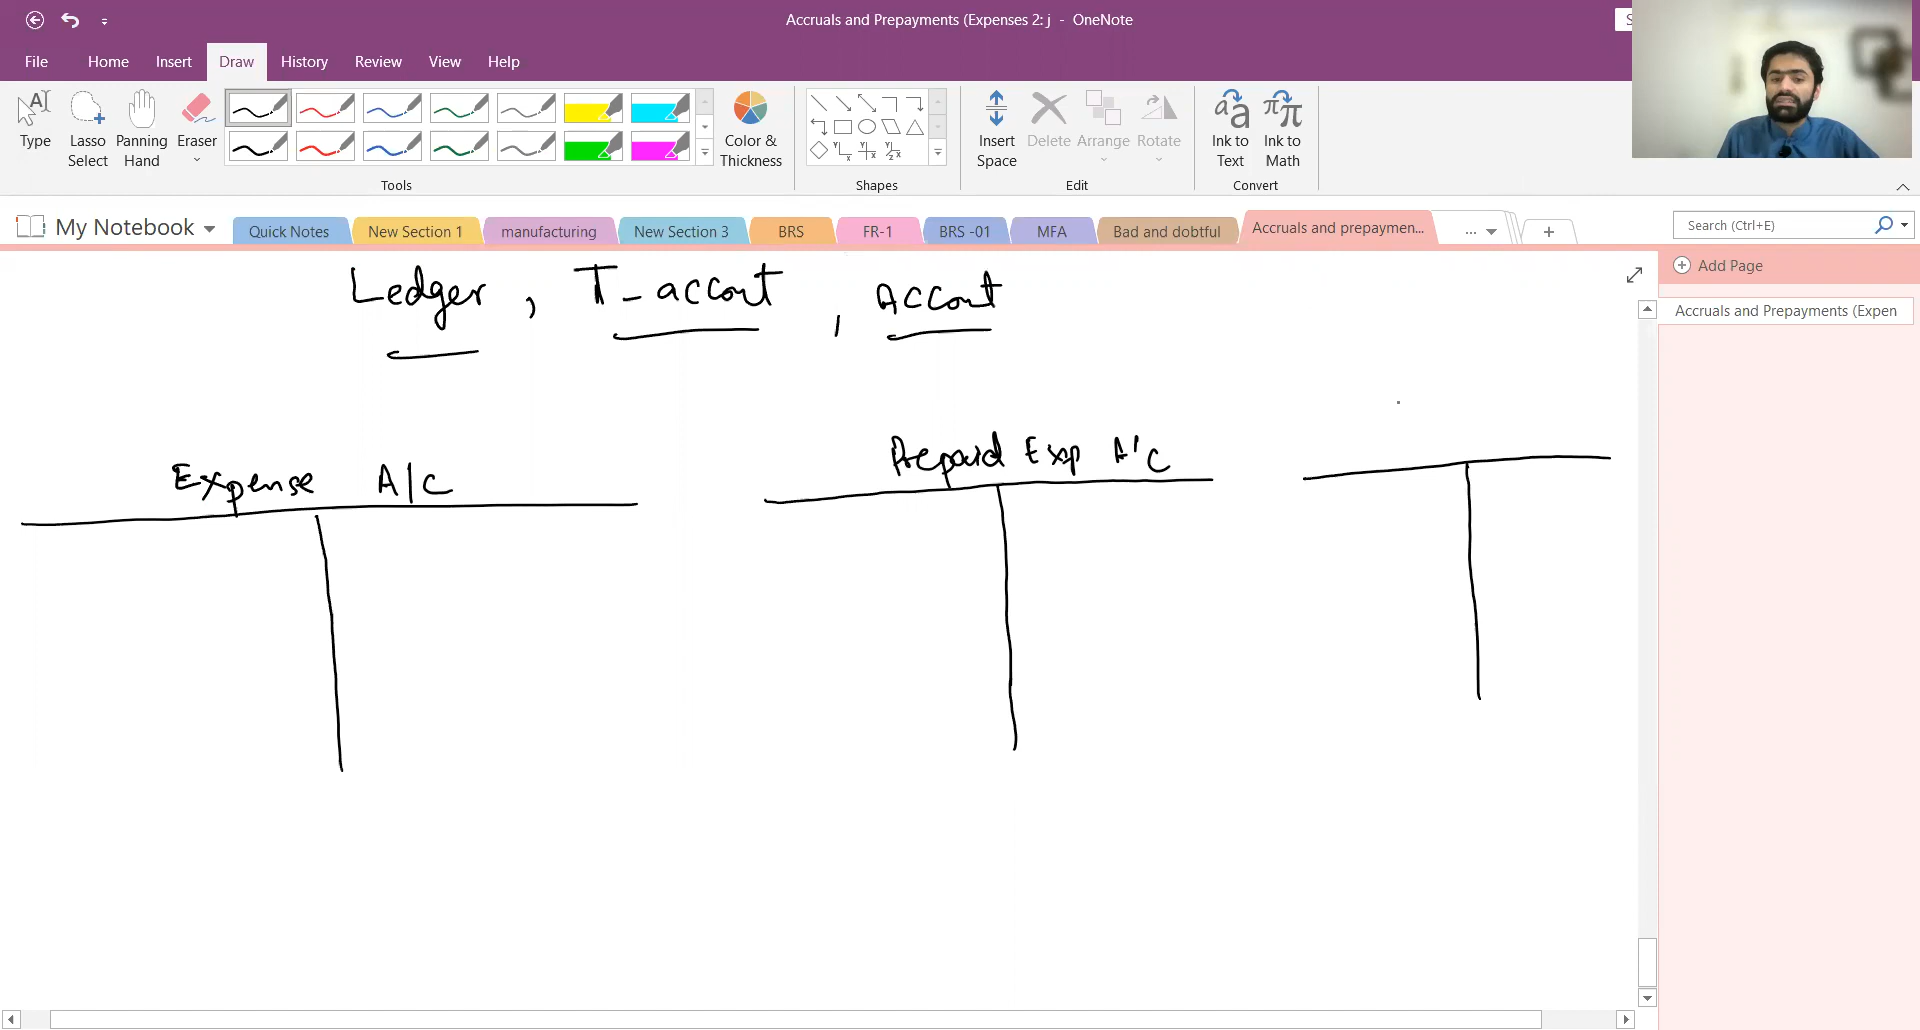 Accruals and Prepayments (Expenses 2: j - OneNote
File Home Insert Draw History Review View Help
Type
Lasso Select
Panning Hand
Eraser
Color & Thickness
Insert Space
Delete
Arrange
Rotate
Ink to Text
Ink to Math
Tools Shapes Edit Convert
My Notebook Quick Notes New Section 1 manufacturing New Section 3 BRS FR-1 BRS -01 MFA Bad and doubtful Accruals and prepaymen... ... Search (Ctrl+E)
Add Page
Accruals and Prepayments (Expen
Ledger , T-account , Account
Expense A/C
Prepaid Exp A/C